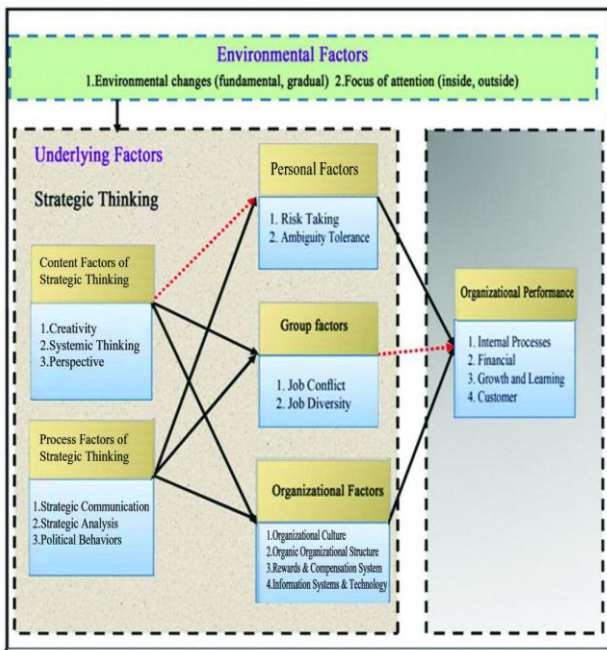 Environmental Factors
1.Environmental changes (fundamental, gradual) 2.Focus of attention (inside, outside)
Underlying Factors
Strategic Thinking
Content Factors of
Strategic Thinking
1.Creativity
2.Systemic Thinking
3.Perspective
Process Factors of
Strategic Thinking
1.Strategic Communication
2.Strategic Analysis
3.Political Behaviors
Personal Factors
1. Risk Taking
2. Ambiguity Tolerance
Group factors
1. Job Conflict
2. Job Diversity
Organizational Factors
1.Organizational Culture
2.Organic Organizational Structure
3.Rewards & Compensation System
4.Information Systems & Technology
Organizational Performance
1. Internal Processes
2. Financial
3. Growth and Learning
4. Customer